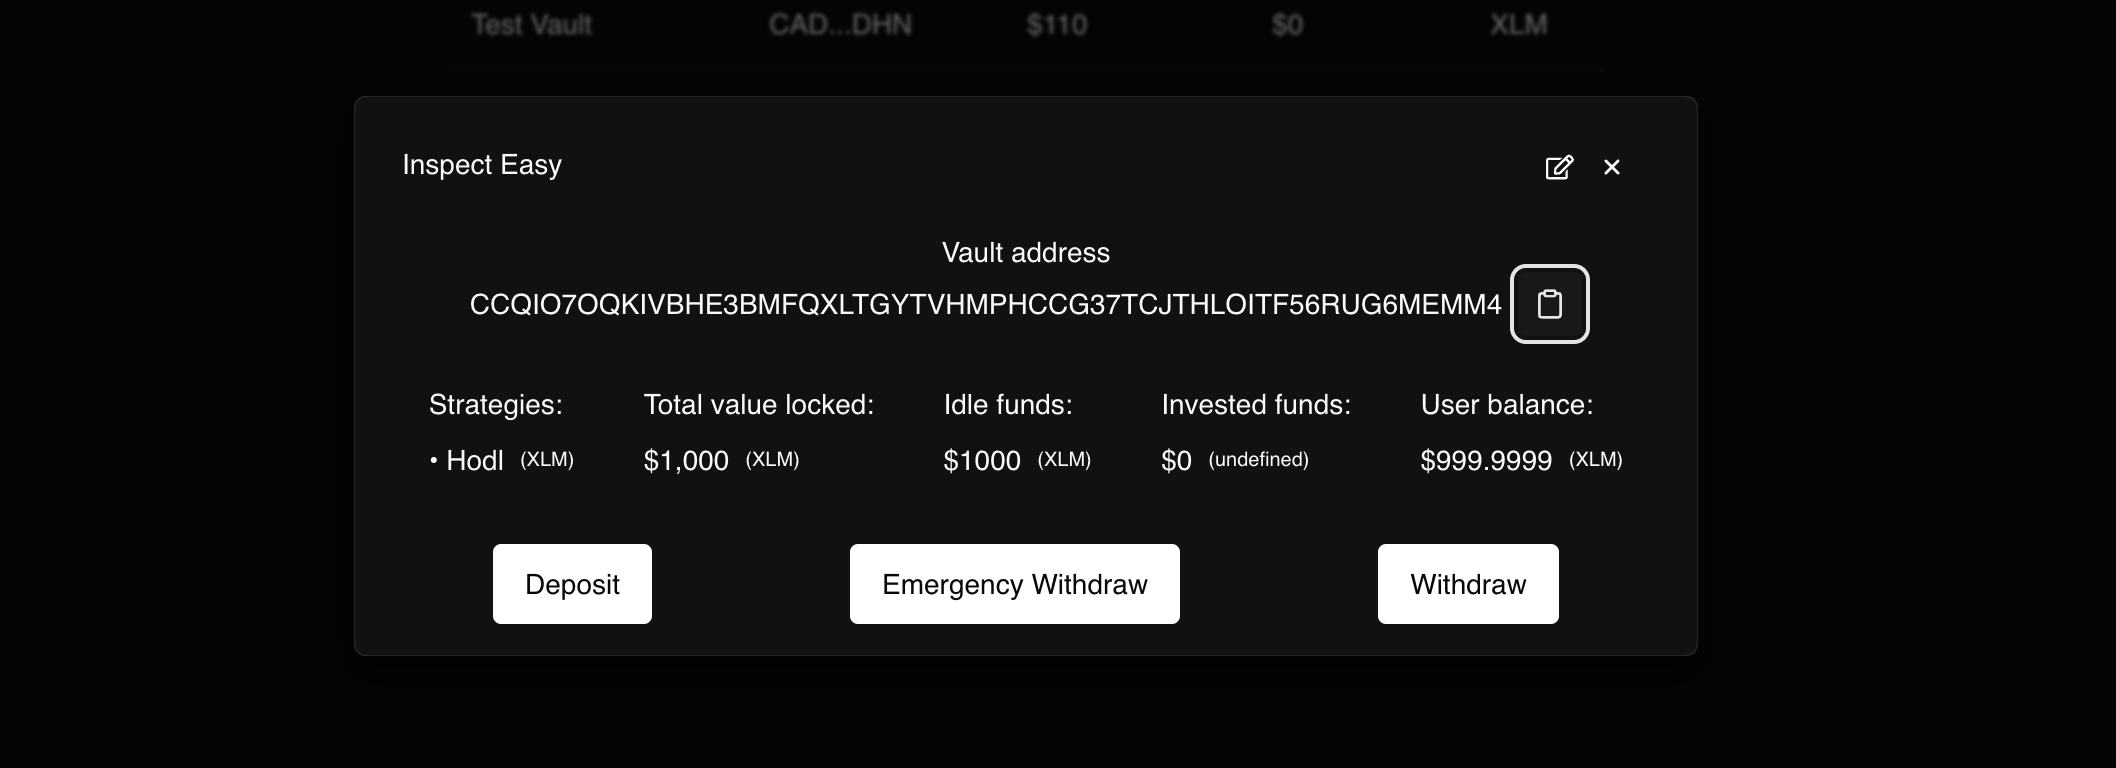 Test Vault CAD...DHN $110 $0 XLM
Inspect Easy
Vault address
CCQIO7OQKIVBHE3BMFQXLTGYTVHMPHCCG37TCJTHLOITF56RUG6MEMM4
Strategies: Total value locked: Idle funds: Invested funds: User balance:
• Hodl (XLM) $1,000 (XLM) $1000 (XLM) $0 (undefined) $999.9999 (XLM)
Deposit Emergency Withdraw Withdraw